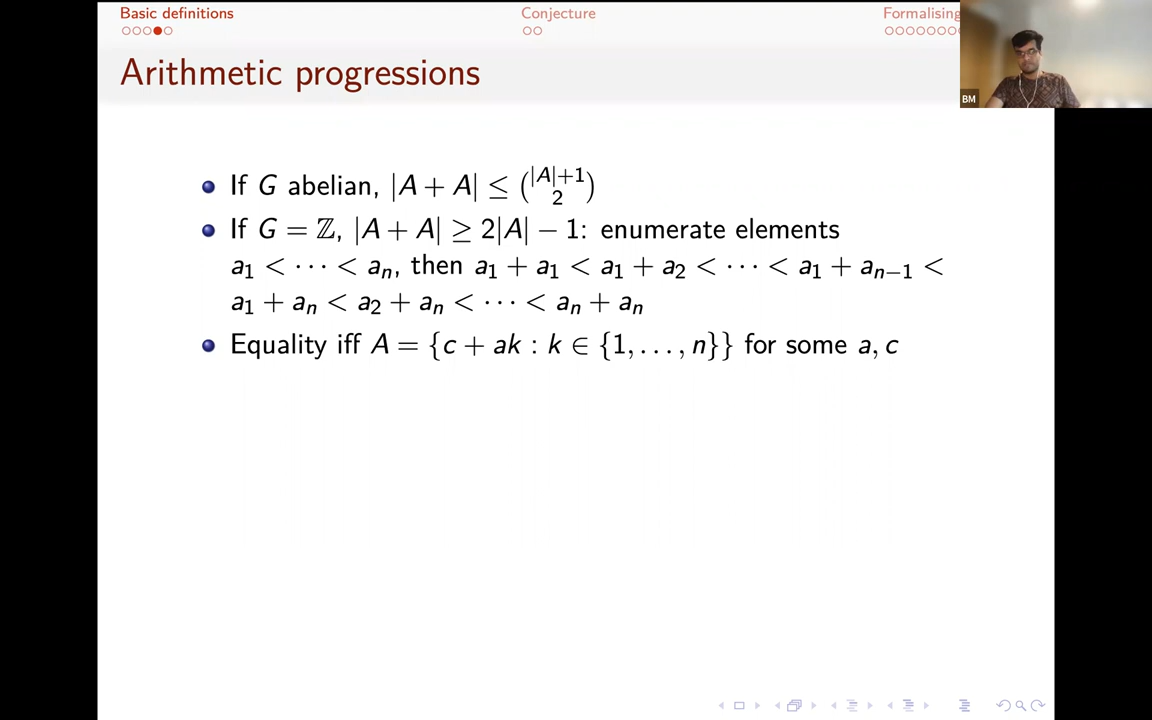 Basic definitions Conjecture Formalising
Arithmetic progressions
BM
If G abelian, |A + A| ≤ (|A|+1 2)
If G = ℤ, |A + A| ≥ 2|A| − 1: enumerate elements
a₁ < ⋯ < aₙ, then a₁ + a₁ < a₁ + a₂ < ⋯ < a₁ + aₙ₋₁ <
a₁ + aₙ < a₂ + aₙ < ⋯ < aₙ + aₙ
Equality iff A = {c + ak : k ∈ {1, …, n}} for some a, c